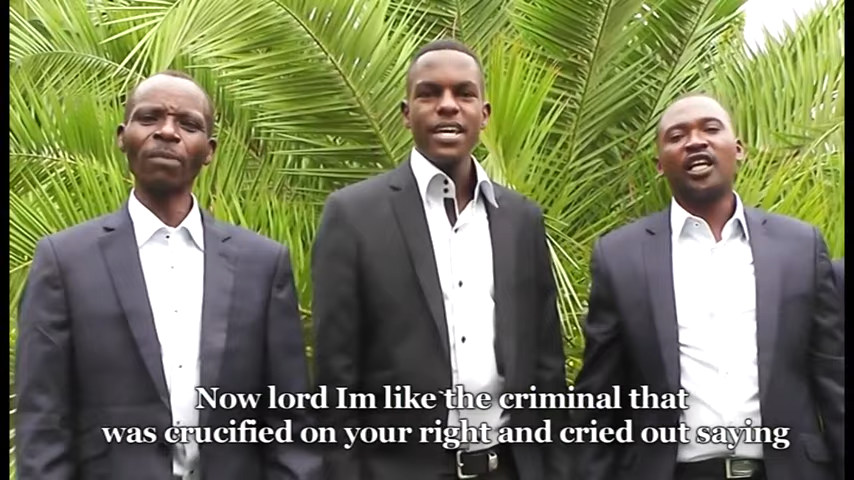 Now lord Im like the criminal that
was crucified on your right and cried out saying